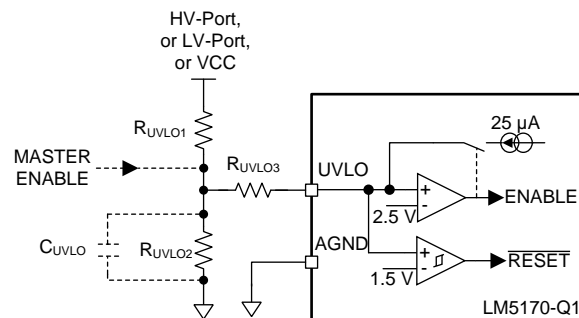 HV-Port,
or LV-Port,
or VCC
RUVLO1
25 µA
MASTER
ENABLE
RUVLO3
UVLO
+
2.5 V
-
ENABLE
CUVLO
RUVLO2
AGND
+
1.5 V
-
RESET
LM5170-Q1